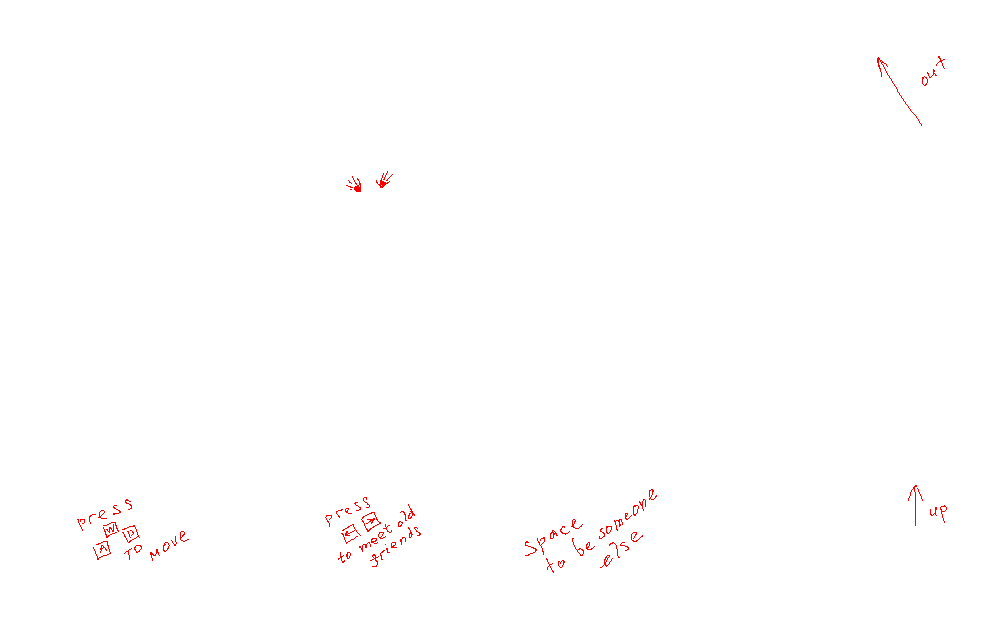 out
press
W
A D
TO MOVE
press
← →
to meet old
friends
Space
to be someone
else
up